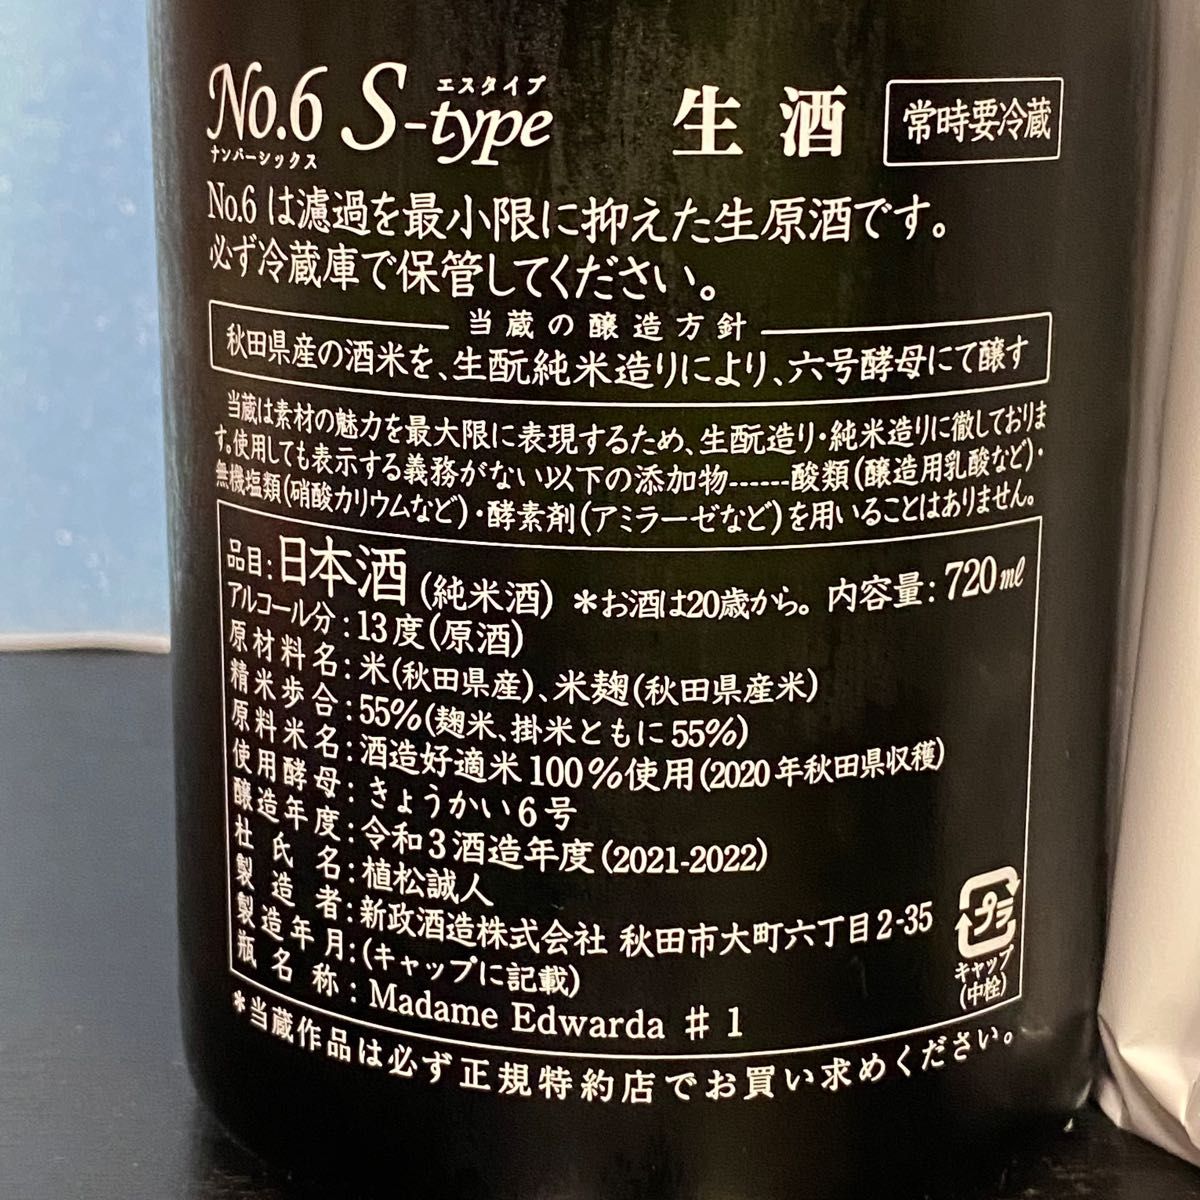 No.6 S-type
エスタイプ
ナンバーシックス
生酒
常時要冷蔵
No.6 は濾過を最小限に抑えた生原酒です。
必ず冷蔵庫で保管してください。
当蔵の醸造方針
秋田県産の酒米を、生酛純米造りにより、六号酵母にて醸す
当蔵は素材の魅力を最大限に表現するため、生酛造り・純米造りに徹しておりま
す。使用しても表示する義務がない以下の添加物------酸類(醸造用乳酸など)・
無機塩類(硝酸カリウムなど)・酵素剤(アミラーゼなど)を用いることはありません。
品目:日本酒(純米酒) *お酒は20歳から。 内容量:720ml
アルコール分:13度(原酒)
原材料名:米(秋田県産)、米麹(秋田県産米)
精米歩合:55%(麹米、掛米ともに55%)
原料米名:酒造好適米100%使用(2020年秋田県収穫)
使用酵母:きょうかい6号
醸造年度:令和3酒造年度(2021-2022)
杜氏名:植松誠人
製造者:新政酒造株式会社 秋田市大町六丁目2-35
製造年月:(キャップに記載)
瓶名称:Madame Edwarda #1
プラ
キャップ
(中栓)
*当蔵作品は必ず正規特約店でお買い求めください。